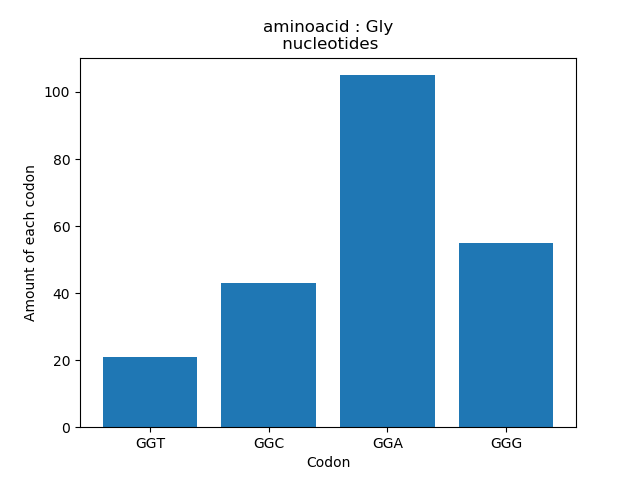 aminoacid : Gly
nucleotides
Amount of each codon
100
80
60
40
20
0
GGT GGC GGA GGG
Codon